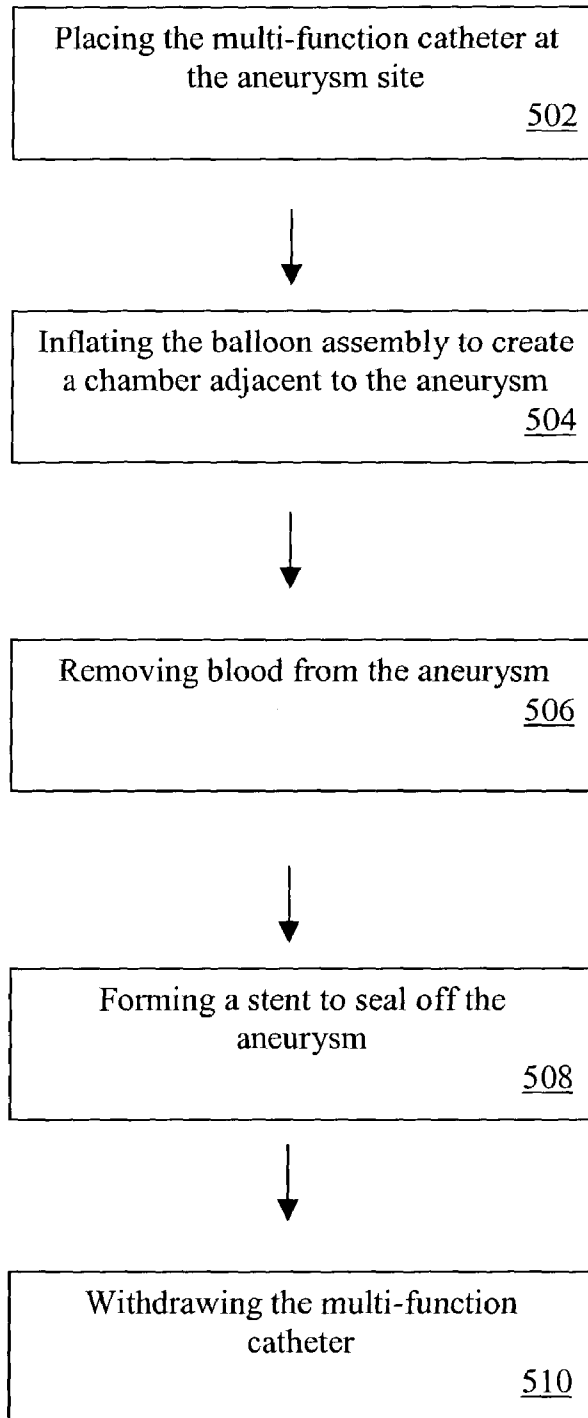 Placing the multi-function catheter at
the aneurysm site
502
Inflating the balloon assembly to create
a chamber adjacent to the aneurysm
504
Removing blood from the aneurysm
506
Forming a stent to seal off the
aneurysm
508
Withdrawing the multi-function
catheter
510